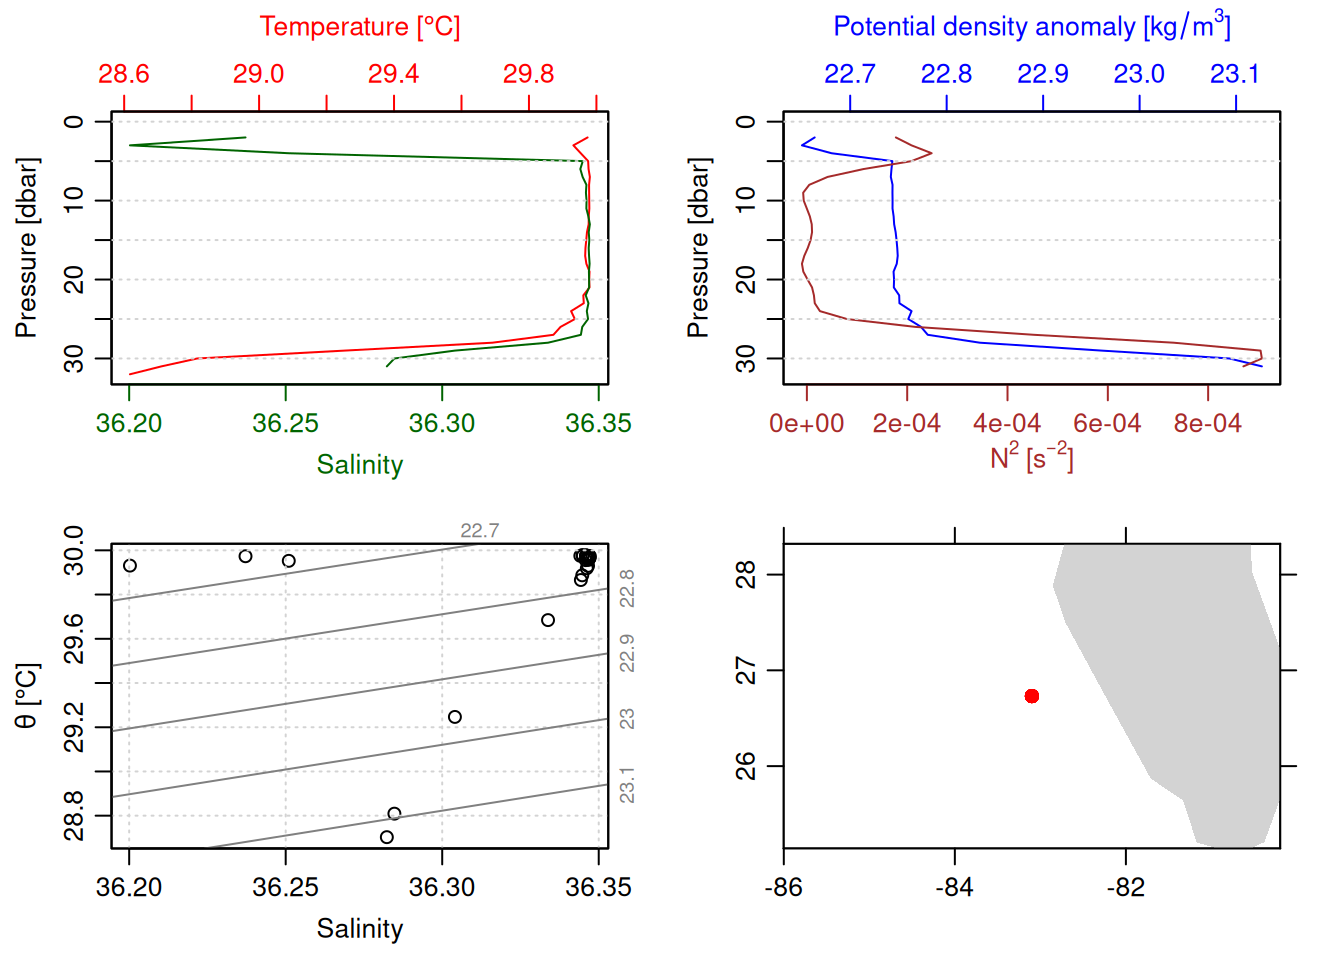 Temperature [°C]
28.6 29.0 29.4 29.8
Pressure [dbar]
0 10 20 30
36.20 36.25 36.30 36.35
Salinity
Potential density anomaly [kg/m³]
22.7 22.8 22.9 23.0 23.1
Pressure [dbar]
0 10 20 30
0e+00 2e-04 4e-04 6e-04 8e-04
N² [s⁻²]
22.7
22.8
22.9
23
23.1
θ [°C]
30.0 29.6 29.2 28.8
36.20 36.25 36.30 36.35
Salinity
28 27 26
-86 -84 -82